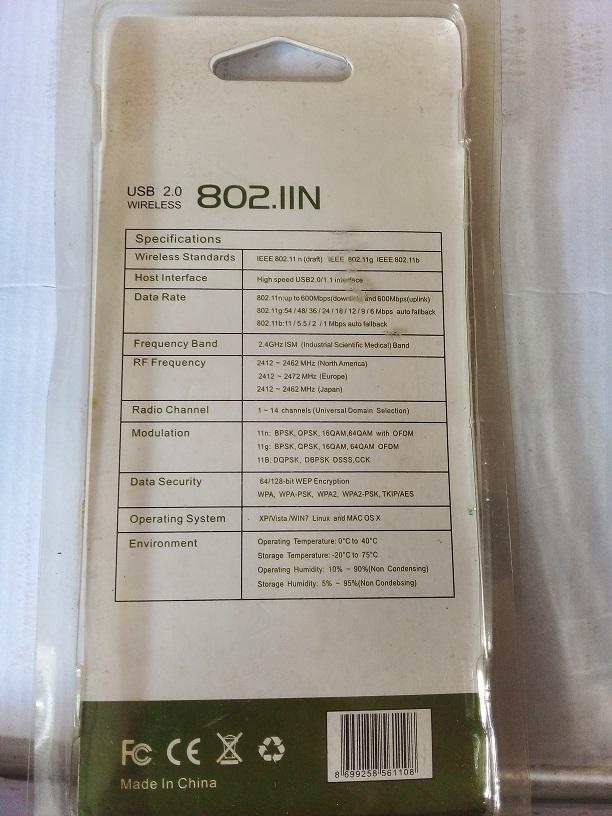 USB 2.0
WIRELESS 802.11N
Specifications
Wireless Standards IEEE 802.11 n (draft) IEEE 802.11g IEEE 802.11b
Host Interface High speed USB2.0/1.1 interface
Data Rate 802.11n:up to 600Mbps(downlink) and 600Mbps(uplink)
802.11g:54 / 48/ 36 / 24 / 18 / 12 / 9 / 6 Mbps auto fallback
802.11b:11 / 5.5 / 2 / 1 Mbps auto fallback
Frequency Band 2.4GHz ISM (Industrial Scientific Medical) Band
RF Frequency 2412 ~ 2462 MHz (North America)
2412 ~ 2472 MHz (Europe)
2412 ~ 2462 MHz (Japan)
Radio Channel 1 ~ 14 channels (Universal Domain Selection)
Modulation 11n: BPSK, QPSK, 16QAM,64QAM with OFDM
11g: BPSK, QPSK, 16QAM, 64QAM OFDM
11B: DQPSK, DBPSK DSSS,CCK
Data Security 64/128-bit WEP Encryption
WPA, WPA-PSK, WPA2, WPA2-PSK, TKIP/AES
Operating System XP/Vista /WIN7 Linux and MAC OS X
Environment Operating Temperature: 0°C to 40°C
Storage Temperature: -20°C to 75°C
Operating Humidity: 10% ~ 90%(Non Condensing)
Storage Humidity: 5% ~ 95%(Non Condebsing)
FC CE
8 699258 561108
Made In China